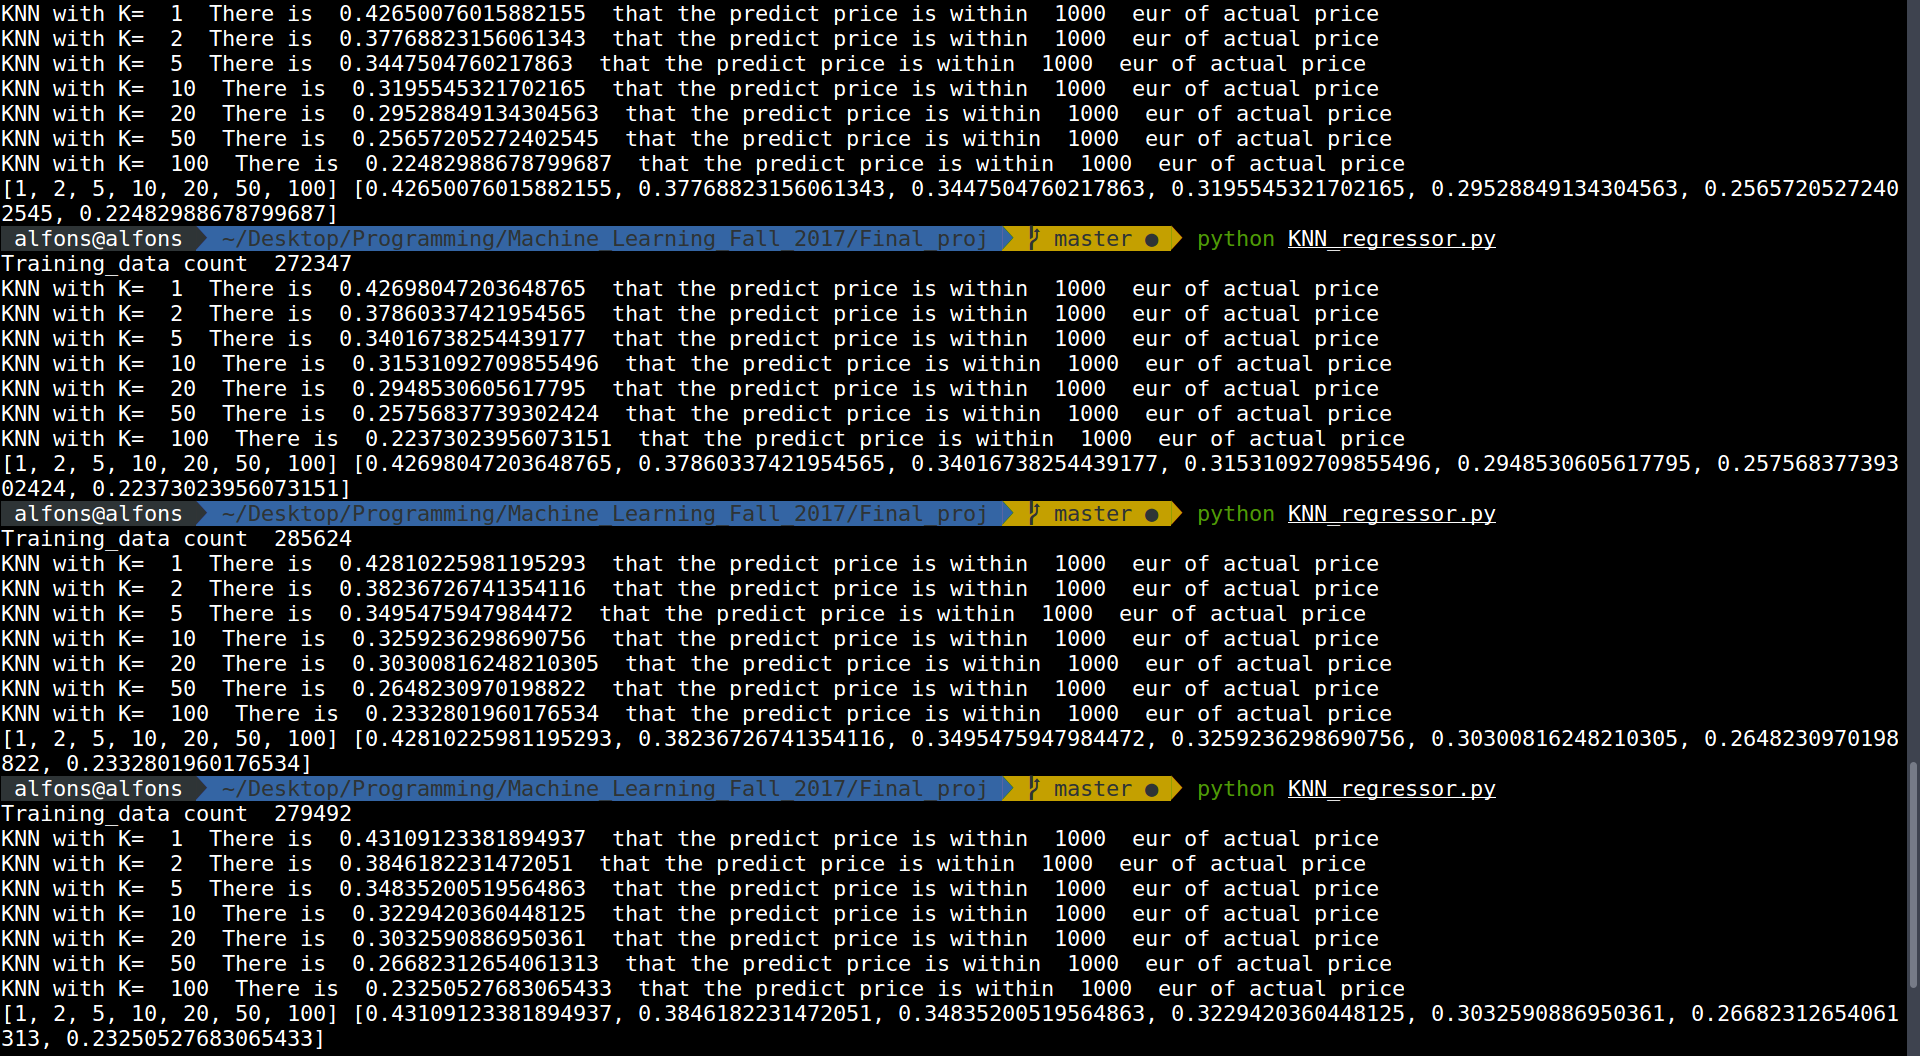 KNN with K=  1  There is  0.42650076015882155  that the predict price is within  1000  eur of actual price
KNN with K=  2  There is  0.37768823156061343  that the predict price is within  1000  eur of actual price
KNN with K=  5  There is  0.3447504760217863  that the predict price is within  1000  eur of actual price
KNN with K=  10  There is  0.3195545321702165  that the predict price is within  1000  eur of actual price
KNN with K=  20  There is  0.29528849134304563  that the predict price is within  1000  eur of actual price
KNN with K=  50  There is  0.25657205272402545  that the predict price is within  1000  eur of actual price
KNN with K=  100  There is  0.22482988678799687  that the predict price is within  1000  eur of actual price
[1, 2, 5, 10, 20, 50, 100] [0.42650076015882155, 0.37768823156061343, 0.3447504760217863, 0.3195545321702165, 0.29528849134304563, 0.2565720527240
2545, 0.22482988678799687]
alfons@alfons ~/Desktop/Programming/Machine_Learning_Fall_2017/Final_proj master ● python KNN_regressor.py
Training_data count  272347
KNN with K=  1  There is  0.42698047203648765  that the predict price is within  1000  eur of actual price
KNN with K=  2  There is  0.37860337421954565  that the predict price is within  1000  eur of actual price
KNN with K=  5  There is  0.34016738254439177  that the predict price is within  1000  eur of actual price
KNN with K=  10  There is  0.31531092709855496  that the predict price is within  1000  eur of actual price
KNN with K=  20  There is  0.2948530605617795  that the predict price is within  1000  eur of actual price
KNN with K=  50  There is  0.25756837739302424  that the predict price is within  1000  eur of actual price
KNN with K=  100  There is  0.22373023956073151  that the predict price is within  1000  eur of actual price
[1, 2, 5, 10, 20, 50, 100] [0.42698047203648765, 0.37860337421954565, 0.34016738254439177, 0.31531092709855496, 0.2948530605617795, 0.257568377393
02424, 0.22373023956073151]
alfons@alfons ~/Desktop/Programming/Machine_Learning_Fall_2017/Final_proj master ● python KNN_regressor.py
Training_data count  285624
KNN with K=  1  There is  0.42810225981195293  that the predict price is within  1000  eur of actual price
KNN with K=  2  There is  0.38236726741354116  that the predict price is within  1000  eur of actual price
KNN with K=  5  There is  0.3495475947984472  that the predict price is within  1000  eur of actual price
KNN with K=  10  There is  0.3259236298690756  that the predict price is within  1000  eur of actual price
KNN with K=  20  There is  0.30300816248210305  that the predict price is within  1000  eur of actual price
KNN with K=  50  There is  0.2648230970198822  that the predict price is within  1000  eur of actual price
KNN with K=  100  There is  0.2332801960176534  that the predict price is within  1000  eur of actual price
[1, 2, 5, 10, 20, 50, 100] [0.42810225981195293, 0.38236726741354116, 0.3495475947984472, 0.3259236298690756, 0.30300816248210305, 0.2648230970198
822, 0.2332801960176534]
alfons@alfons ~/Desktop/Programming/Machine_Learning_Fall_2017/Final_proj master ● python KNN_regressor.py
Training_data count  279492
KNN with K=  1  There is  0.43109123381894937  that the predict price is within  1000  eur of actual price
KNN with K=  2  There is  0.3846182231472051  that the predict price is within  1000  eur of actual price
KNN with K=  5  There is  0.34835200519564863  that the predict price is within  1000  eur of actual price
KNN with K=  10  There is  0.3229420360448125  that the predict price is within  1000  eur of actual price
KNN with K=  20  There is  0.3032590886950361  that the predict price is within  1000  eur of actual price
KNN with K=  50  There is  0.26682312654061313  that the predict price is within  1000  eur of actual price
KNN with K=  100  There is  0.23250527683065433  that the predict price is within  1000  eur of actual price
[1, 2, 5, 10, 20, 50, 100] [0.43109123381894937, 0.3846182231472051, 0.34835200519564863, 0.3229420360448125, 0.3032590886950361, 0.26682312654061
313, 0.23250527683065433]